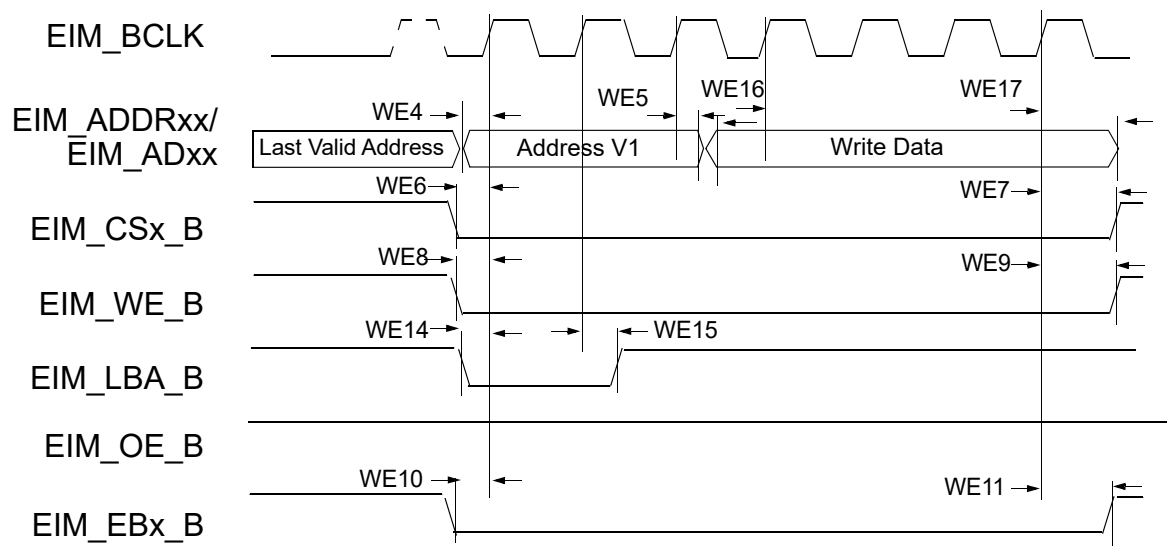 EIM_BCLK
WE4
WE5
WE16
WE17
EIM_ADDRxx/
EIM_ADxx
Last Valid Address
Address V1
Write Data
WE6
WE7
EIM_CSx_B
WE8
WE9
EIM_WE_B
WE14
WE15
EIM_LBA_B
EIM_OE_B
WE10
WE11
EIM_EBx_B